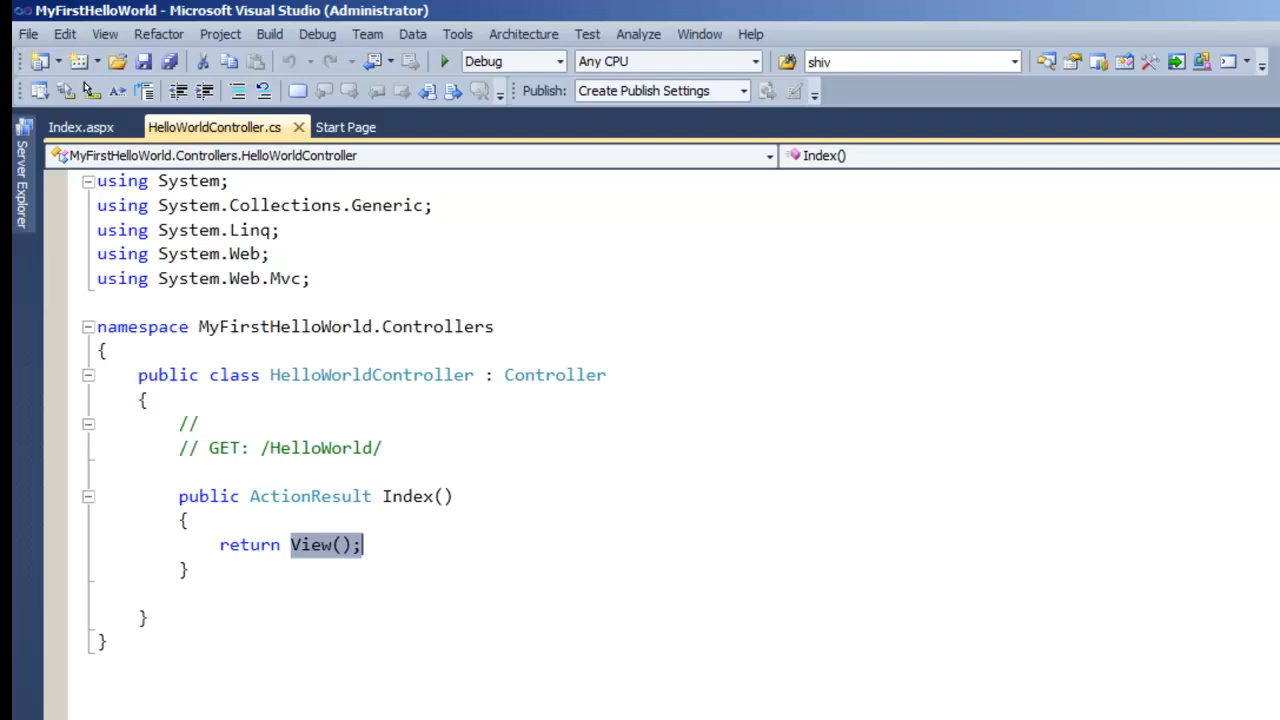 MyFirstHelloWorld - Microsoft Visual Studio (Administrator)
File Edit View Refactor Project Build Debug Team Data Tools Architecture Test Analyze Window Help
Debug Any CPU shiv
Publish: Create Publish Settings
Index.aspx HelloWorldController.cs Start Page
Server Explorer
MyFirstHelloWorld.Controllers.HelloWorldController Index()
using System;
using System.Collections.Generic;
using System.Linq;
using System.Web;
using System.Web.Mvc;
namespace MyFirstHelloWorld.Controllers
{
public class HelloWorldController : Controller
{
//
// GET: /HelloWorld/
public ActionResult Index()
{
return View();
}
}
}